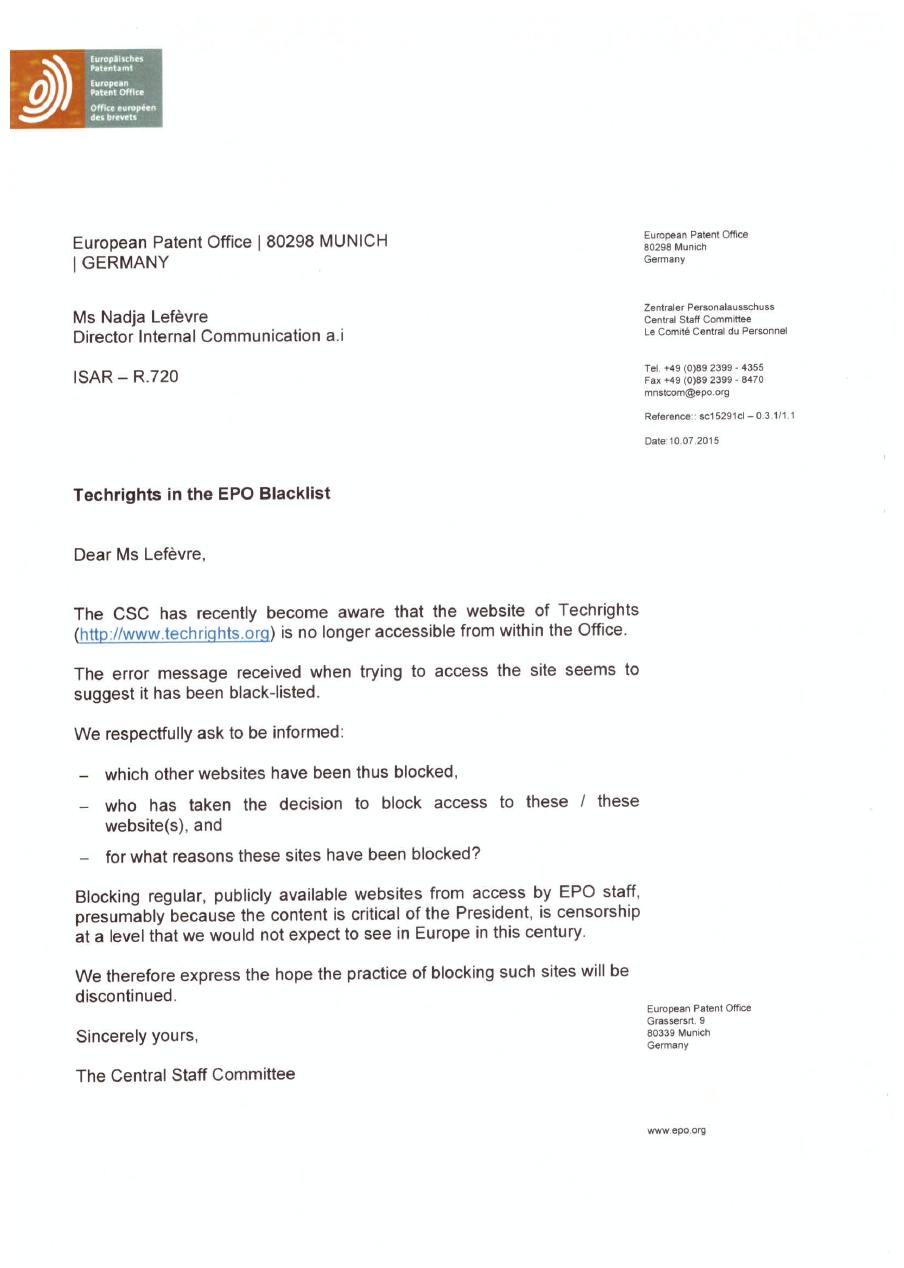 Europäisches
Patentamt
European
Patent Office
Office européen
des brevets
European Patent Office | 80298 MUNICH
| GERMANY
Ms Nadja Lefèvre
Director Internal Communication a.i
ISAR – R.720
European Patent Office
80298 Munich
Germany
Zentraler Personalausschuss
Central Staff Committee
Le Comité Central du Personnel
Tel. +49 (0)89 2399 - 4355
Fax +49 (0)89 2399 - 8470
mnstcom@epo.org
Reference:: sc15291cl – 0.3.1/1.1
Date: 10.07.2015
Techrights in the EPO Blacklist
Dear Ms Lefèvre,
The CSC has recently become aware that the website of Techrights
(http://www.techrights.org) is no longer accessible from within the Office.
The error message received when trying to access the site seems to
suggest it has been black-listed.
We respectfully ask to be informed:
– which other websites have been thus blocked,
– who has taken the decision to block access to these / these
website(s), and
– for what reasons these sites have been blocked?
Blocking regular, publicly available websites from access by EPO staff,
presumably because the content is critical of the President, is censorship
at a level that we would not expect to see in Europe in this century.
We therefore express the hope the practice of blocking such sites will be
discontinued.
Sincerely yours,
The Central Staff Committee
European Patent Office
Grassersrt. 9
80339 Munich
Germany
www.epo.org